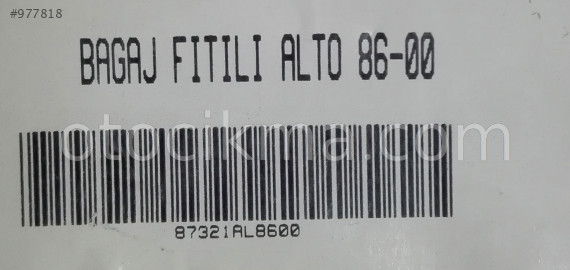 #977818
BAGAJ FITILI ALTO 86-00
otocikma.com
87321AL8600